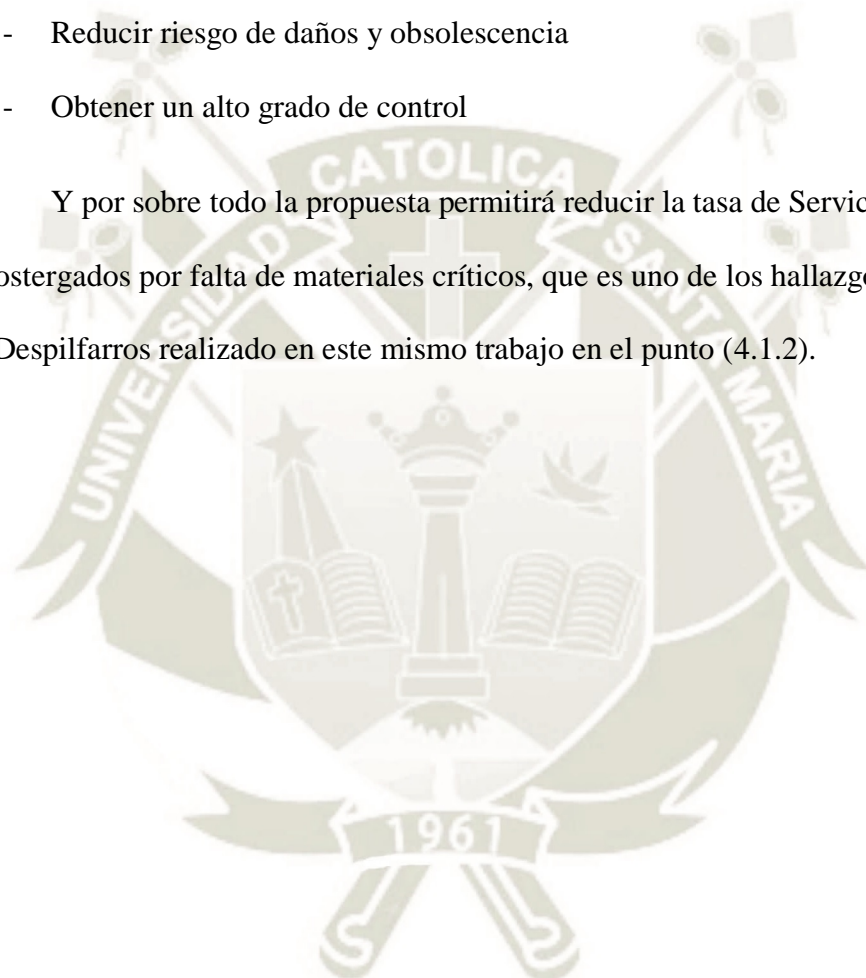 - Reducir riesgo de daños y obsolescencia
- Obtener un alto grado de control
Y por sobre todo la propuesta permitirá reducir la tasa de Servic
ostergados por falta de materiales críticos, que es uno de los hallazgo
Despilfarros realizado en este mismo trabajo en el punto (4.1.2).
UNIVERSIDAD CATOLICA SANTA MARIA
1961